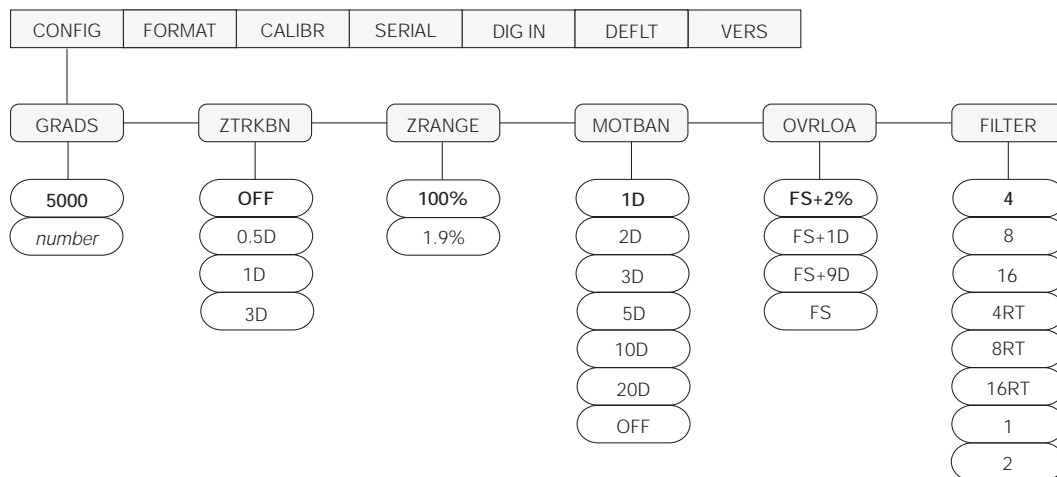 CONFIG FORMAT CALIBR SERIAL DIG IN DEFLT VERS
GRADS ZTRKBN ZRANGE MOTBAN OVRLOA FILTER
5000 OFF 100% 1D FS+2% 4
number 0.5D 1.9% 2D FS+1D 8
1D 3D FS+9D 16
3D 5D FS 4RT
10D 8RT
20D 16RT
OFF 1
2